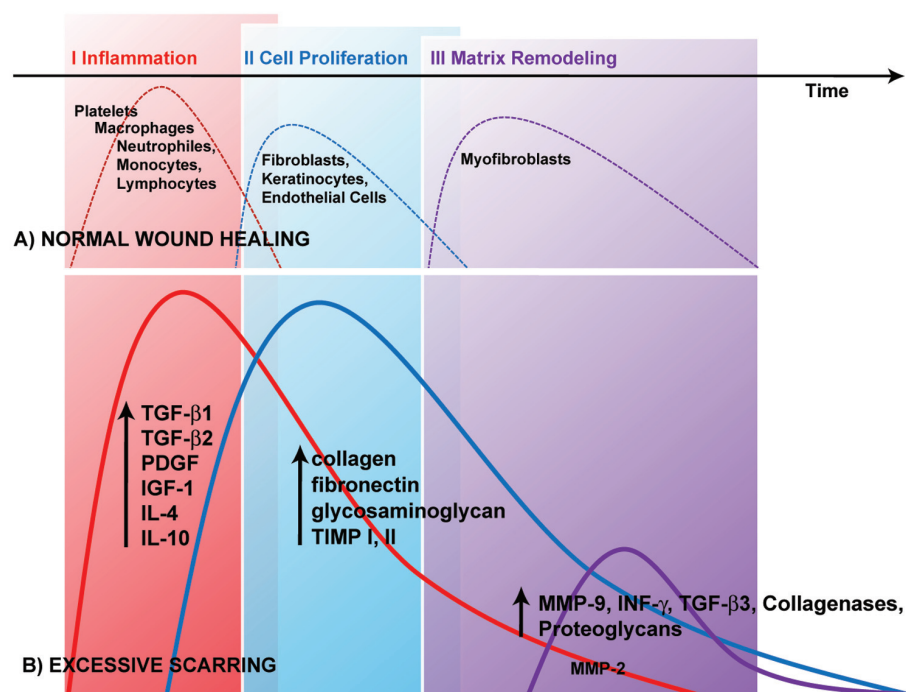 I Inflammation
II Cell Proliferation
III Matrix Remodeling
Time
Platelets
Macrophages
Neutrophiles,
Monocytes,
Lymphocytes
Fibroblasts,
Keratinocytes,
Endothelial Cells
Myofibroblasts
A) NORMAL WOUND HEALING
TGF-β1
TGF-β2
PDGF
IGF-1
IL-4
IL-10
collagen
fibronectin
glycosaminoglycan
TIMP I, II
MMP-9, INF-γ, TGF-β3, Collagenases,
Proteoglycans
MMP-2
B) EXCESSIVE SCARRING